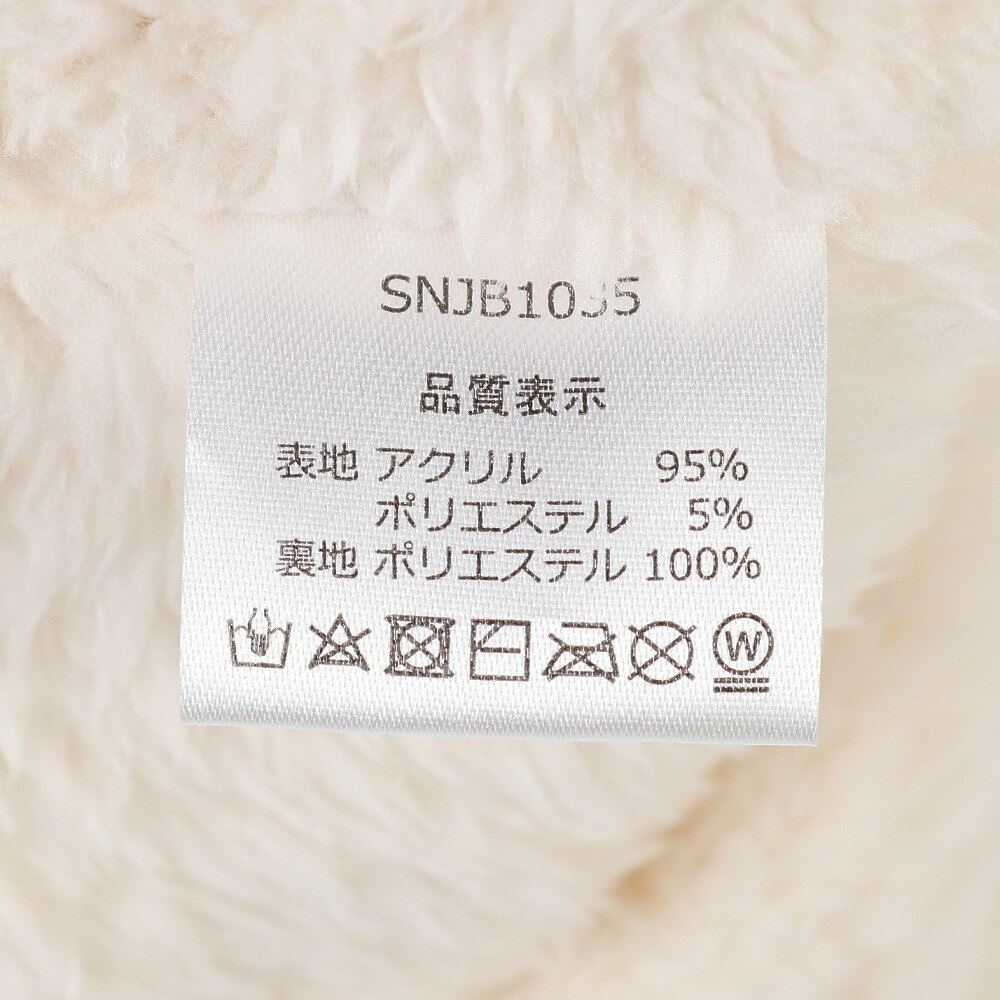 SNJB1035
品質表示
表地 アクリル 95%
ポリエステル 5%
裏地 ポリエステル 100%
W